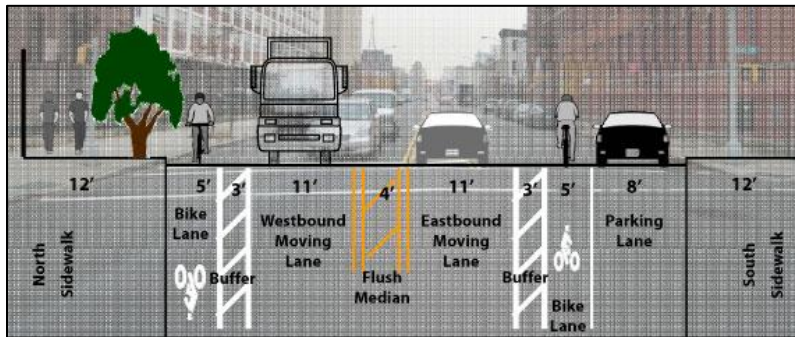 12’
5’
3’
11’
4’
11’
3’
5’
8’
12’
North
Sidewalk
Bike
Lane
Buffer
Westbound
Moving
Lane
Flush
Median
Eastbound
Moving
Lane
Buffer
Bike
Lane
Parking
Lane
South
Sidewalk